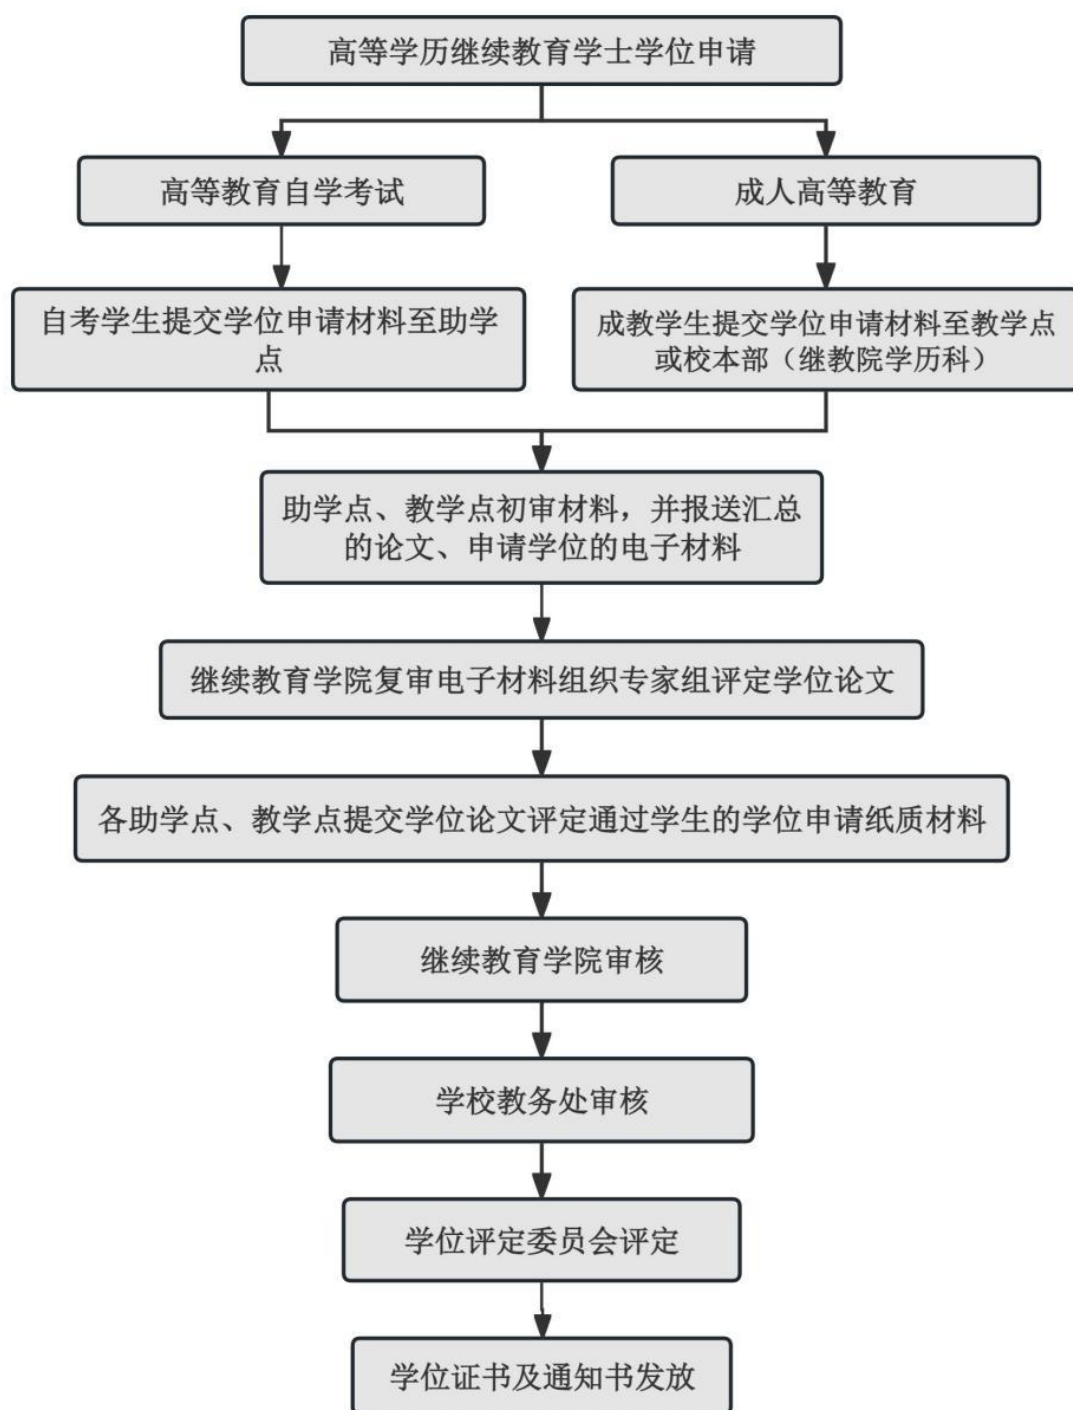 高等学历继续教育学士学位申请
高等教育自学考试
成人高等教育
自考学生提交学位申请材料至助学
点
成教学生提交学位申请材料至教学点
或校本部（继教院学历科）
助学点、教学点初审材料，并报送汇总
的论文、申请学位的电子材料
继续教育学院复审电子材料组织专家组评定学位论文
各助学点、教学点提交学位论文评定通过学生的学位申请纸质材料
继续教育学院审核
学校教务处审核
学位评定委员会评定
学位证书及通知书发放